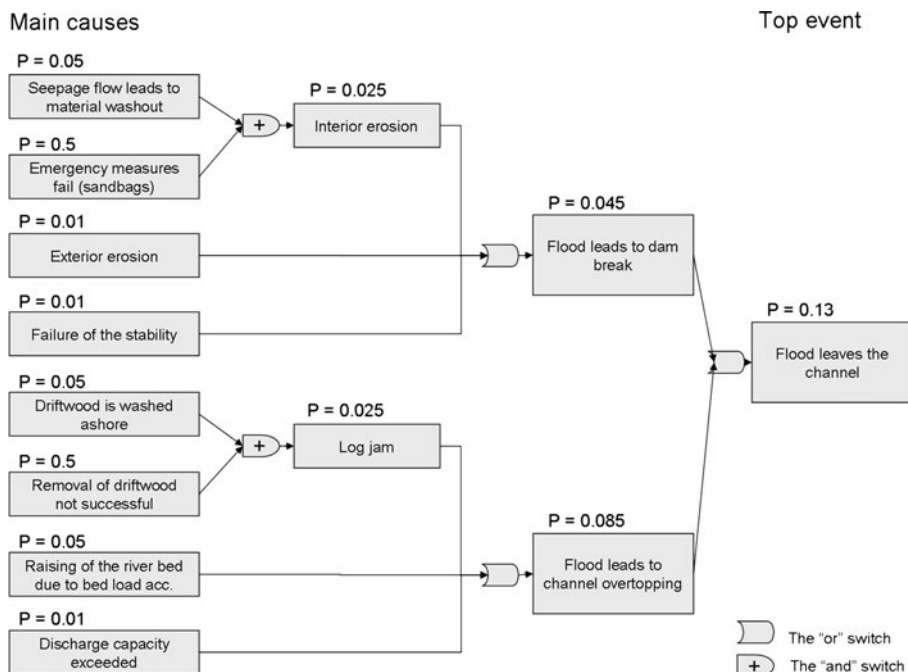 Main causes
Top event
P = 0.05
Seepage flow leads to
material washout
P = 0.5
Emergency measures
fail (sandbags)
+
P = 0.025
Interior erosion
P = 0.01
Exterior erosion
P = 0.01
Failure of the stability
P = 0.045
Flood leads to dam
break
P = 0.13
Flood leaves the
channel
P = 0.05
Driftwood is washed
ashore
P = 0.5
Removal of driftwood
not successful
+
P = 0.025
Log jam
P = 0.05
Raising of the river bed
due to bed load acc.
P = 0.01
Discharge capacity
exceeded
P = 0.085
Flood leads to
channel overtopping
The “or” switch
+
The “and” switch